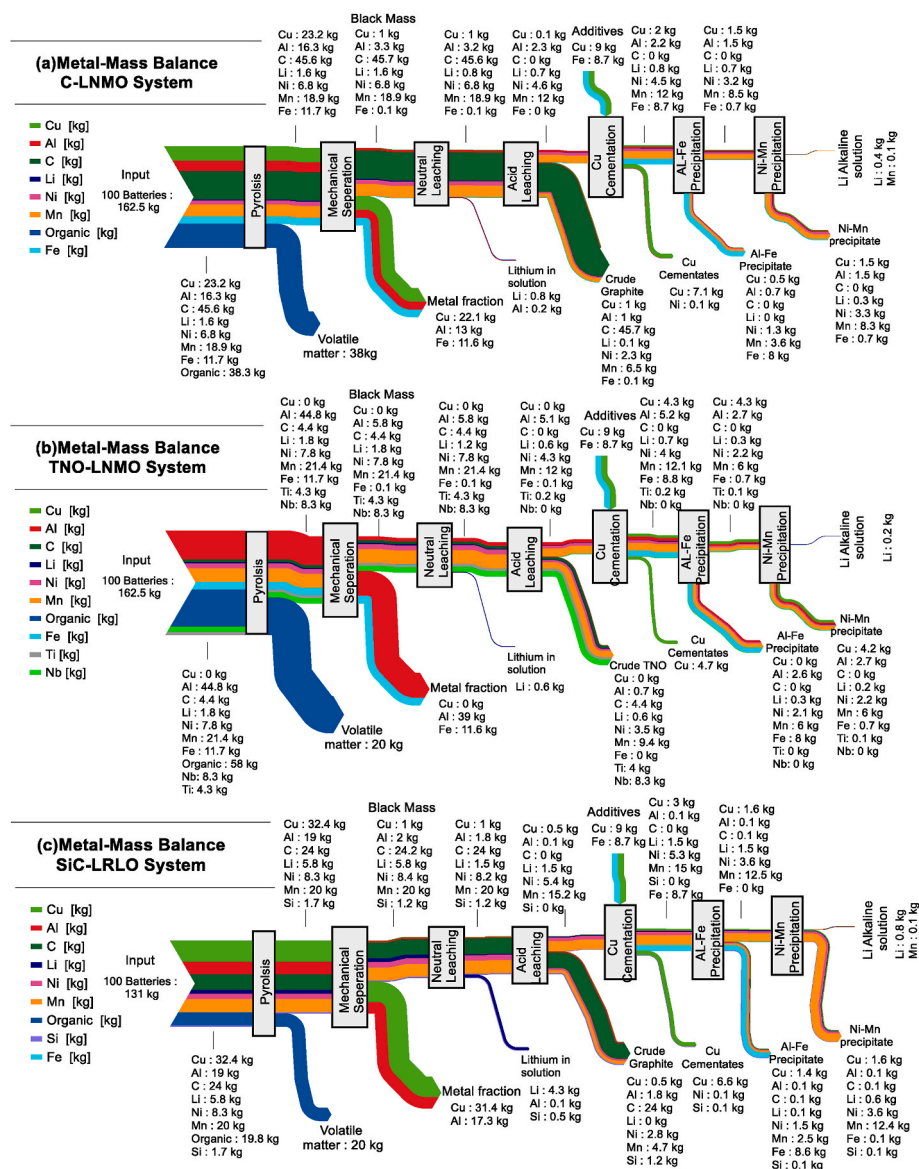 (a)Metal-Mass Balance
C-LNMO System
Cu [kg]
Al [kg]
C [kg]
Li [kg]
Ni [kg]
Mn [kg]
Organic [kg]
Fe [kg]
Input
100 Batteries :
162.5 kg
Cu : 23.2 kg
Al : 16.3 kg
C : 45.6 kg
Li : 1.6 kg
Ni : 6.8 kg
Mn : 18.9 kg
Fe : 11.7 kg
Organic : 38.3 kg
Pyrolsis
Volatile
matter : 38kg
Cu : 23.2 kg
Al : 16.3 kg
C : 45.6 kg
Li : 1.6 kg
Ni : 6.8 kg
Mn : 18.9 kg
Fe : 11.7 kg
Mechanical
Seperation
Metal fraction
Cu : 22.1 kg
Al : 13 kg
Fe : 11.6 kg
Black Mass
Cu : 1 kg
Al : 3.3 kg
C : 45.7 kg
Li : 1.6 kg
Ni : 6.8 kg
Mn : 18.9 kg
Fe : 0.1 kg
Neutral
Leaching
Lithium in
solution
Li : 0.8 kg
Al : 0.2 kg
Cu : 1 kg
Al : 3.2 kg
C : 45.6 kg
Li : 0.8 kg
Ni : 6.8 kg
Mn : 18.9 kg
Fe : 0.1 kg
Acid
Leaching
Crude
Graphite
Cu : 1 kg
Al : 1 kg
C : 45.7 kg
Li : 0.1 kg
Ni : 2.3 kg
Mn : 6.5 kg
Fe : 0.1 kg
Cu : 0.1 kg
Al : 2.3 kg
C : 0 kg
Li : 0.7 kg
Ni : 4.6 kg
Mn : 12 kg
Fe : 0 kg
Additives
Cu : 9 kg
Fe : 8.7 kg
Cu
Cementation
Cu
Cementates
Cu : 7.1 kg
Ni : 0.1 kg
Cu : 2 kg
Al : 2.2 kg
C : 0 kg
Li : 0.8 kg
Ni : 4.5 kg
Mn : 12 kg
Fe : 8.7 kg
AL-Fe
Precipitation
Al-Fe
Precipitate
Cu : 0.5 kg
Al : 0.7 kg
C : 0 kg
Li : 0 kg
Ni : 1.3 kg
Mn : 3.6 kg
Fe : 8 kg
Cu : 1.5 kg
Al : 1.5 kg
C : 0 kg
Li : 0.7 kg
Ni : 3.2 kg
Mn : 8.5 kg
Fe : 0.7 kg
Ni-Mn
Precipitation
Ni-Mn
precipitate
Cu : 1.5 kg
Al : 1.5 kg
C : 0 kg
Li : 0.3 kg
Ni : 3.3 kg
Mn : 8.3 kg
Fe : 0.7 kg
Li Alkaline
solution
Li : 0.4 kg
Mn : 0.1 kg
(b)Metal-Mass Balance
TNO-LNMO System
Cu [kg]
Al [kg]
C [kg]
Li [kg]
Ni [kg]
Mn [kg]
Organic [kg]
Fe [kg]
Ti [kg]
Nb [kg]
Input
100 Batteries :
162.5 kg
Cu : 0 kg
Al : 44.8 kg
C : 4.4 kg
Li : 1.8 kg
Ni : 7.8 kg
Mn : 21.4 kg
Fe : 11.7 kg
Organic : 58 kg
Nb: 8.3 kg
Ti: 4.3 kg
Pyrolsis
Volatile
matter : 20 kg
Cu : 0 kg
Al : 44.8 kg
C : 4.4 kg
Li : 1.8 kg
Ni : 7.8 kg
Mn : 21.4 kg
Fe : 11.7 kg
Ti: 4.3 kg
Nb: 8.3 kg
Mechanical
Seperation
Metal fraction
Cu : 0 kg
Al : 39 kg
Fe : 11.6 kg
Black Mass
Cu : 0 kg
Al : 5.8 kg
C : 4.4 kg
Li : 1.8 kg
Ni : 7.8 kg
Mn : 21.4 kg
Fe : 0.1 kg
Ti: 4.3 kg
Nb: 8.3 kg
Neutral
Leaching
Lithium in
solution
Li : 0.6 kg
Cu : 0 kg
Al : 5.8 kg
C : 4.4 kg
Li : 1.2 kg
Ni : 7.8 kg
Mn : 21.4 kg
Fe : 0.1 kg
Ti: 4.3 kg
Nb: 8.3 kg
Acid
Leaching
Crude TNO
Cu : 0 kg
Al : 0.7 kg
C : 4.4 kg
Li : 0.6 kg
Ni : 3.5 kg
Mn : 9.4 kg
Fe : 0 kg
Ti : 4 kg
Nb: 8.3 kg
Cu : 0 kg
Al : 5.1 kg
C : 0 kg
Li : 0.6 kg
Ni : 4.3 kg
Mn : 12 kg
Fe : 0.1 kg
Ti : 0.2 kg
Nb: 0 kg
Additives
Cu : 9 kg
Fe : 8.7 kg
Cu
Cementation
Cu
Cementates
Cu : 4.7 kg
Cu : 4.3 kg
Al : 5.2 kg
C : 0 kg
Li : 0.7 kg
Ni : 4 kg
Mn : 12.1 kg
Fe : 8.8 kg
Ti : 0.2 kg
Nb: 0 kg
AL-Fe
Precipitation
Al-Fe
Precipitate
Cu : 0 kg
Al : 2.6 kg
C : 0 kg
Li : 0.3 kg
Ni : 2.1 kg
Mn : 6 kg
Fe : 8 kg
Ti: 0 kg
Nb: 0 kg
Cu : 4.3 kg
Al : 2.7 kg
C : 0 kg
Li : 0.3 kg
Ni : 2.2 kg
Mn : 6 kg
Fe : 0.7 kg
Ti : 0.1 kg
Nb: 0 kg
Ni-Mn
Precipitation
Ni-Mn
precipitate
Cu : 4.2 kg
Al : 2.7 kg
C : 0 kg
Li : 0.2 kg
Ni : 2.2 kg
Mn : 6 kg
Fe : 0.7 kg
Ti : 0.1 kg
Nb: 0 kg
Li Alkaline
solution
Li : 0.2 kg
(c)Metal-Mass Balance
SiC-LRLO System
Cu [kg]
Al [kg]
C [kg]
Li [kg]
Ni [kg]
Mn [kg]
Organic [kg]
Si [kg]
Fe [kg]
Input
100 Batteries :
131 kg
Cu : 32.4 kg
Al : 19 kg
C : 24 kg
Li : 5.8 kg
Ni : 8.3 kg
Mn : 20 kg
Organic : 19.8 kg
Si : 1.7 kg
Pyrolsis
Volatile
matter : 20 kg
Cu : 32.4 kg
Al : 19 kg
C : 24 kg
Li : 5.8 kg
Ni : 8.3 kg
Mn : 20 kg
Si : 1.7 kg
Mechanical
Seperation
Metal fraction
Cu : 31.4 kg
Al : 17.3 kg
Black Mass
Cu : 1 kg
Al : 2 kg
C : 24.2 kg
Li : 5.8 kg
Ni : 8.4 kg
Mn : 20 kg
Si : 1.2 kg
Neutral
Leaching
Lithium in
solution
Li : 4.3 kg
Al : 0.1 kg
Si : 0.5 kg
Cu : 1 kg
Al : 1.8 kg
C : 24 kg
Li : 1.5 kg
Ni : 8.2 kg
Mn : 20 kg
Si : 1.2 kg
Acid
Leaching
Crude
Graphite
Cu : 0.5 kg
Al : 1.8 kg
C : 24 kg
Li : 0 kg
Ni : 2.8 kg
Mn : 4.7 kg
Si : 1.2 kg
Cu : 0.5 kg
Al : 0.1 kg
C : 0 kg
Li : 1.5 kg
Ni : 5.4 kg
Mn : 15.2 kg
Si : 0 kg
Additives
Cu : 9 kg
Fe : 8.7 kg
Cu
Cementation
Cu
Cementates
Cu : 6.6 kg
Ni : 0.1 kg
Si : 0.1 kg
Cu : 3 kg
Al : 0.1 kg
C : 0 kg
Li : 1.5 kg
Ni : 5.3 kg
Mn : 15 kg
Si : 0 kg
Fe : 8.7 kg
AL-Fe
Precipitation
Al-Fe
Precipitate
Cu : 1.4 kg
Al : 0.1 kg
C : 0.1 kg
Li : 0.1 kg
Ni : 1.5 kg
Mn : 2.5 kg
Fe : 8.6 kg
Si : 0.1 kg
Cu : 1.6 kg
Al : 0.1 kg
C : 0.1 kg
Li : 1.5 kg
Ni : 3.6 kg
Mn : 12.5 kg
Fe : 0 kg
Ni-Mn
Precipitation
Ni-Mn
precipitate
Cu : 1.6 kg
Al : 0.1 kg
C : 0.1 kg
Li : 0.6 kg
Ni : 3.6 kg
Mn : 12.4 kg
Fe : 0.1 kg
Si : 0.1 kg
Li Alkaline
solution
Li : 0.8 kg
Mn : 0.1 kg